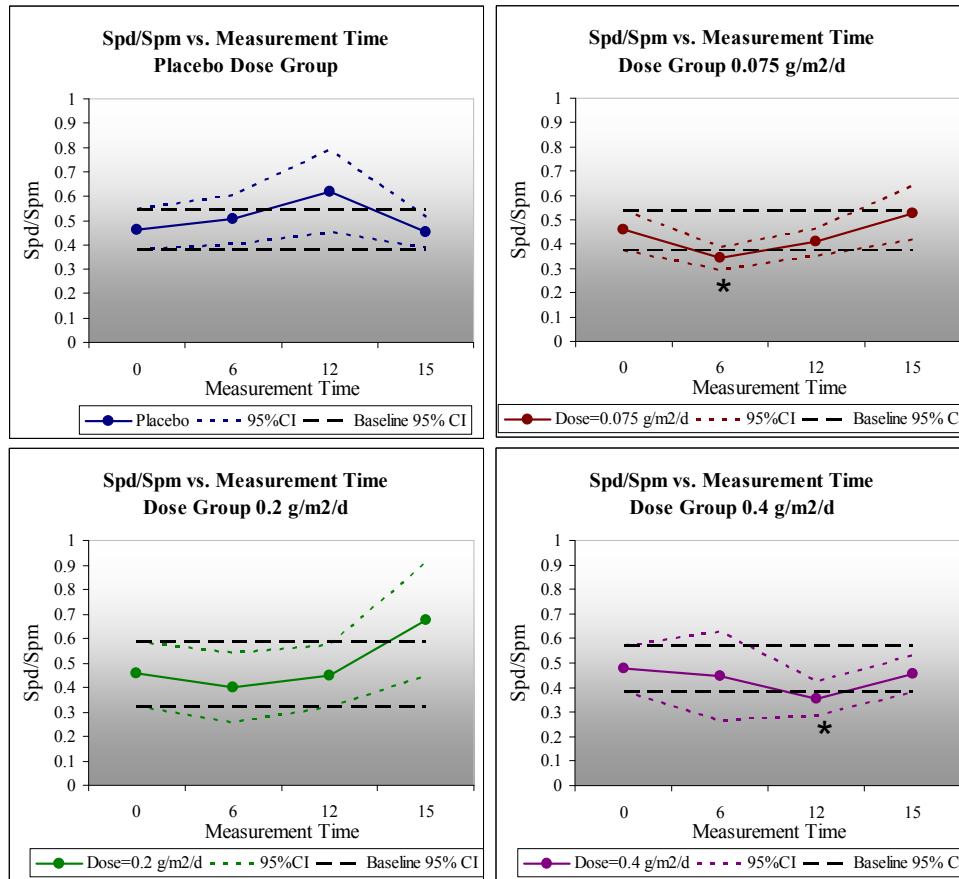 Spd/Spm vs. Measurement Time
Placebo Dose Group
1
0.9
0.8
0.7
0.6
0.5
0.4
0.3
0.2
0.1
0
Spd/Spm
0 6 12 15
Measurement Time
Placebo 95%CI Baseline 95% CI
Spd/Spm vs. Measurement Time
Dose Group 0.075 g/m2/d
1
0.9
0.8
0.7
0.6
0.5
0.4
0.3
0.2
0.1
0
Spd/Spm
*
0 6 12 15
Measurement Time
Dose=0.075 g/m2/d 95%CI Baseline 95% C
Spd/Spm vs. Measurement Time
Dose Group 0.2 g/m2/d
1
0.9
0.8
0.7
0.6
0.5
0.4
0.3
0.2
0.1
0
Spd/Spm
0 6 12 15
Measurement Time
Dose=0.2 g/m2/d 95%CI Baseline 95% CI
Spd/Spm vs. Measurement Time
Dose Group 0.4 g/m2/d
1
0.9
0.8
0.7
0.6
0.5
0.4
0.3
0.2
0.1
0
Spd/Spm
*
0 6 12 15
Measurement Time
Dose=0.4 g/m2/d 95%CI Baseline 95% CI